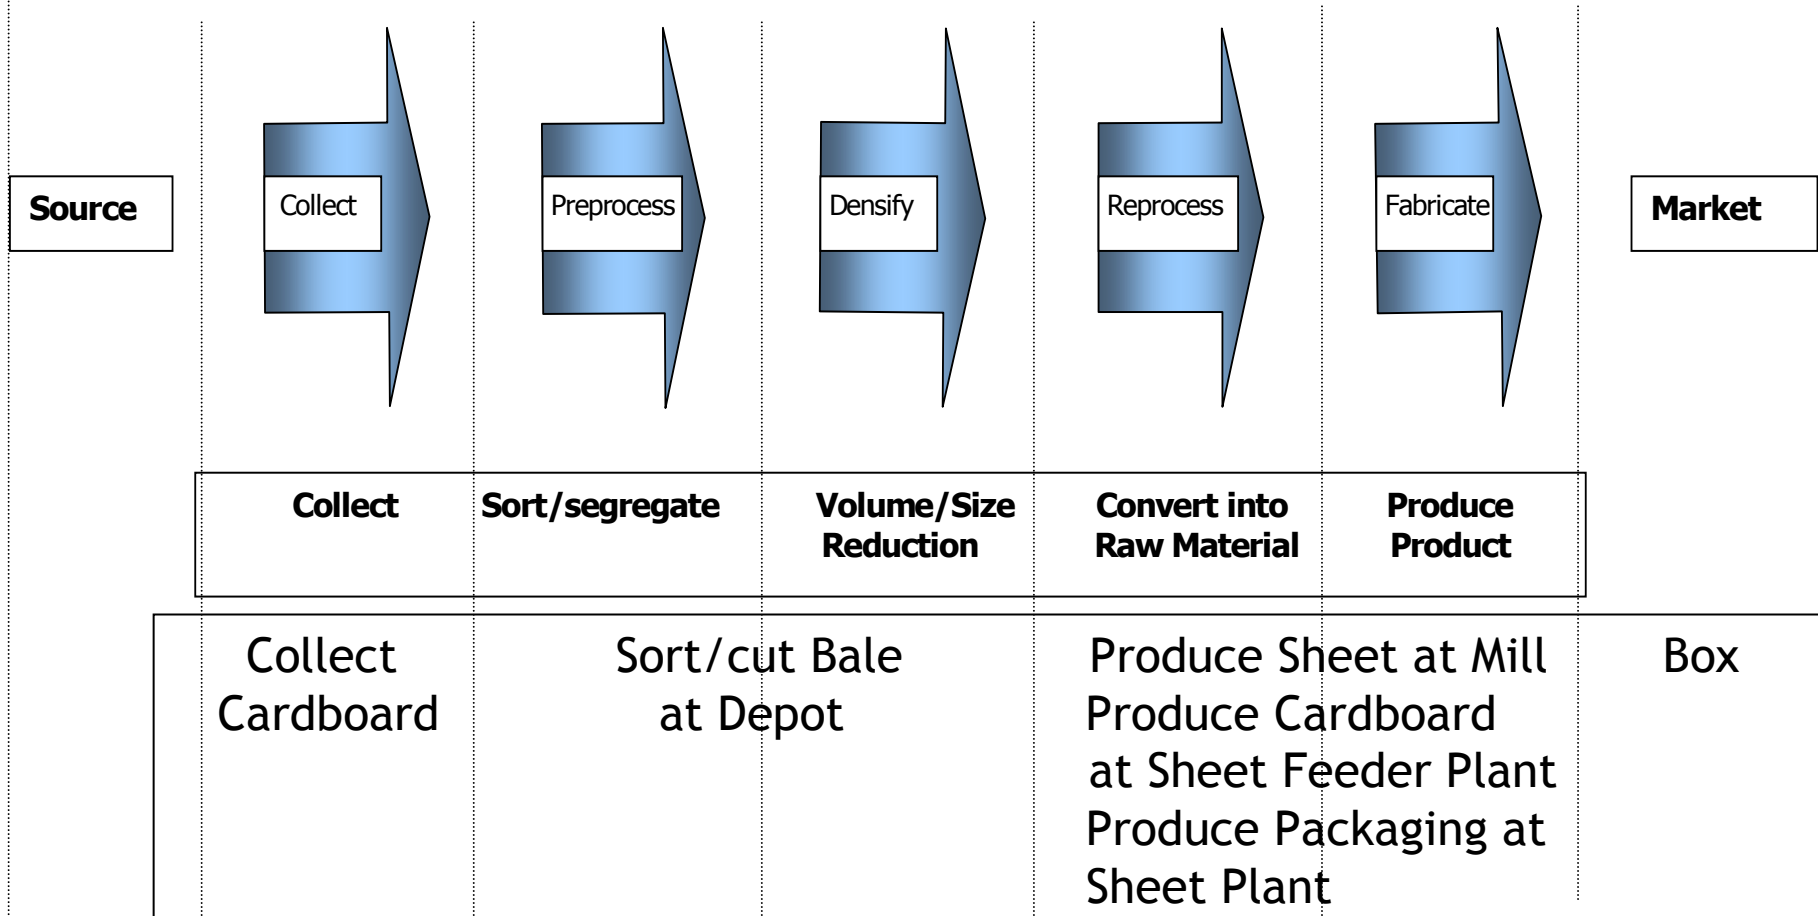 Source
Collect
Preprocess
Densify
Reprocess
Fabricate
Market
Collect
Sort/segregate
Volume/Size
Reduction
Convert into
Raw Material
Produce
Product
Collect
Cardboard
Sort/cut Bale
at Depot
Produce Sheet at Mill
Produce Cardboard
at Sheet Feeder Plant
Produce Packaging at
Sheet Plant
Box